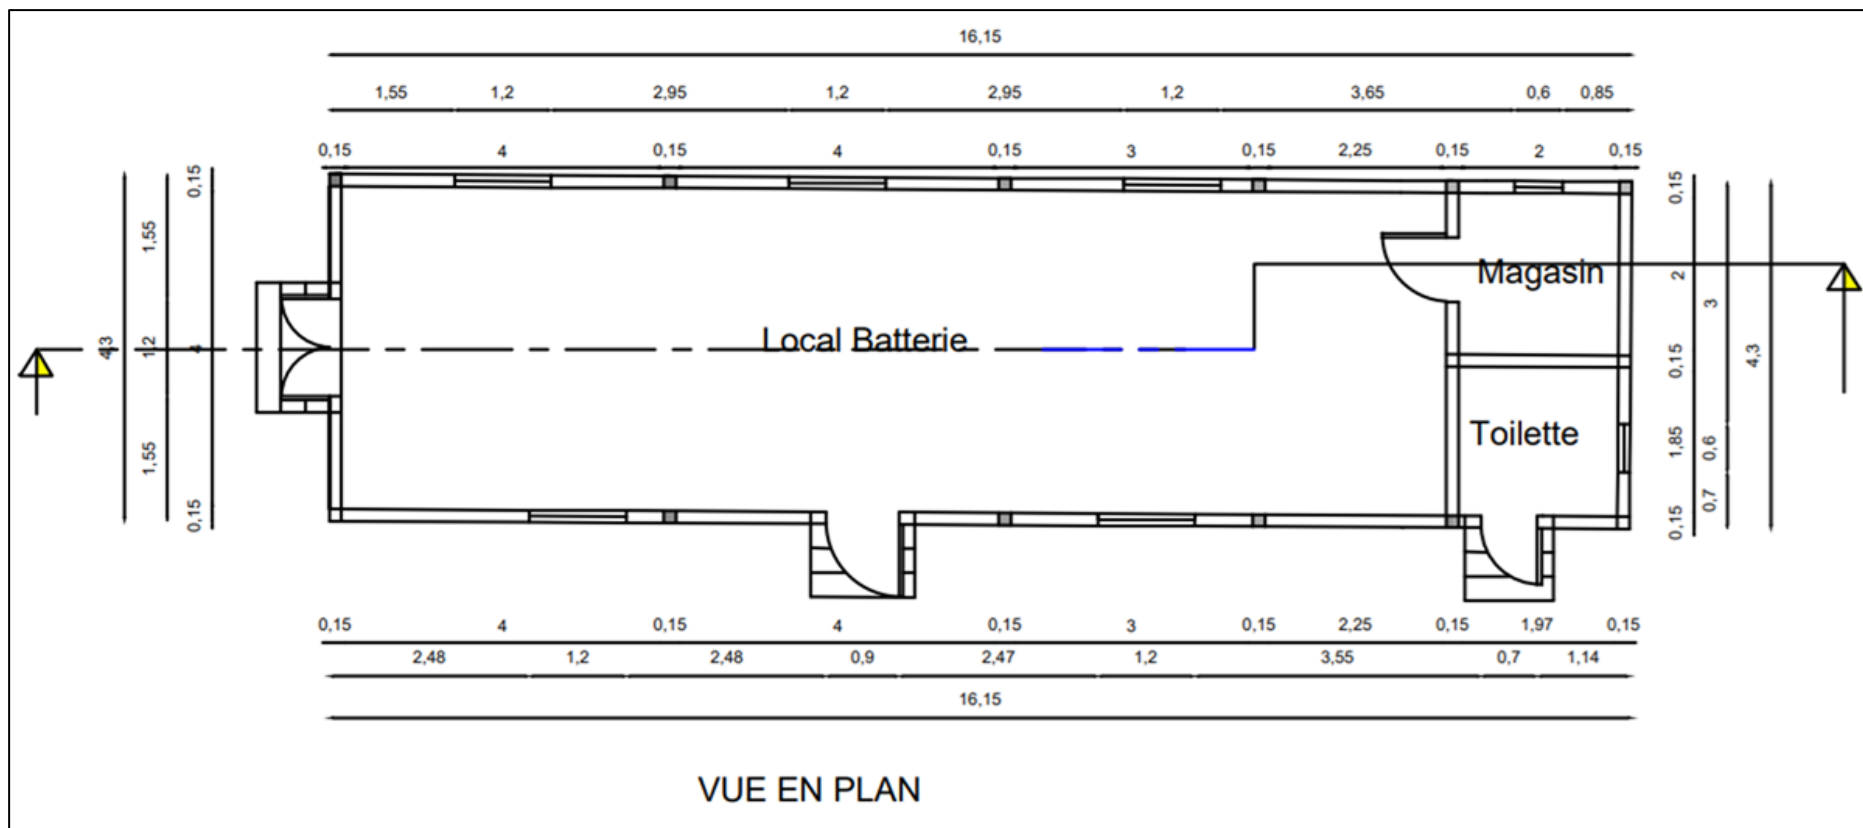 16,15
1,55 1,2 2,95 1,2 2,95 1,2 3,65 0,6 0,85
0,15 4 0,15 4 0,15 3 0,15 2,25 0,15 2 0,15
4,3
1,55 1,2 1,55
0,15 4 0,15
Local Batterie
Magasin
Toilette
0,15 2 0,15 1,85 0,15
3 0,6 0,7
4,3
0,15 4 0,15 4 0,15 3 0,15 2,25 0,15 1,97 0,15
2,48 1,2 2,48 0,9 2,47 1,2 3,55 0,7 1,14
16,15
VUE EN PLAN